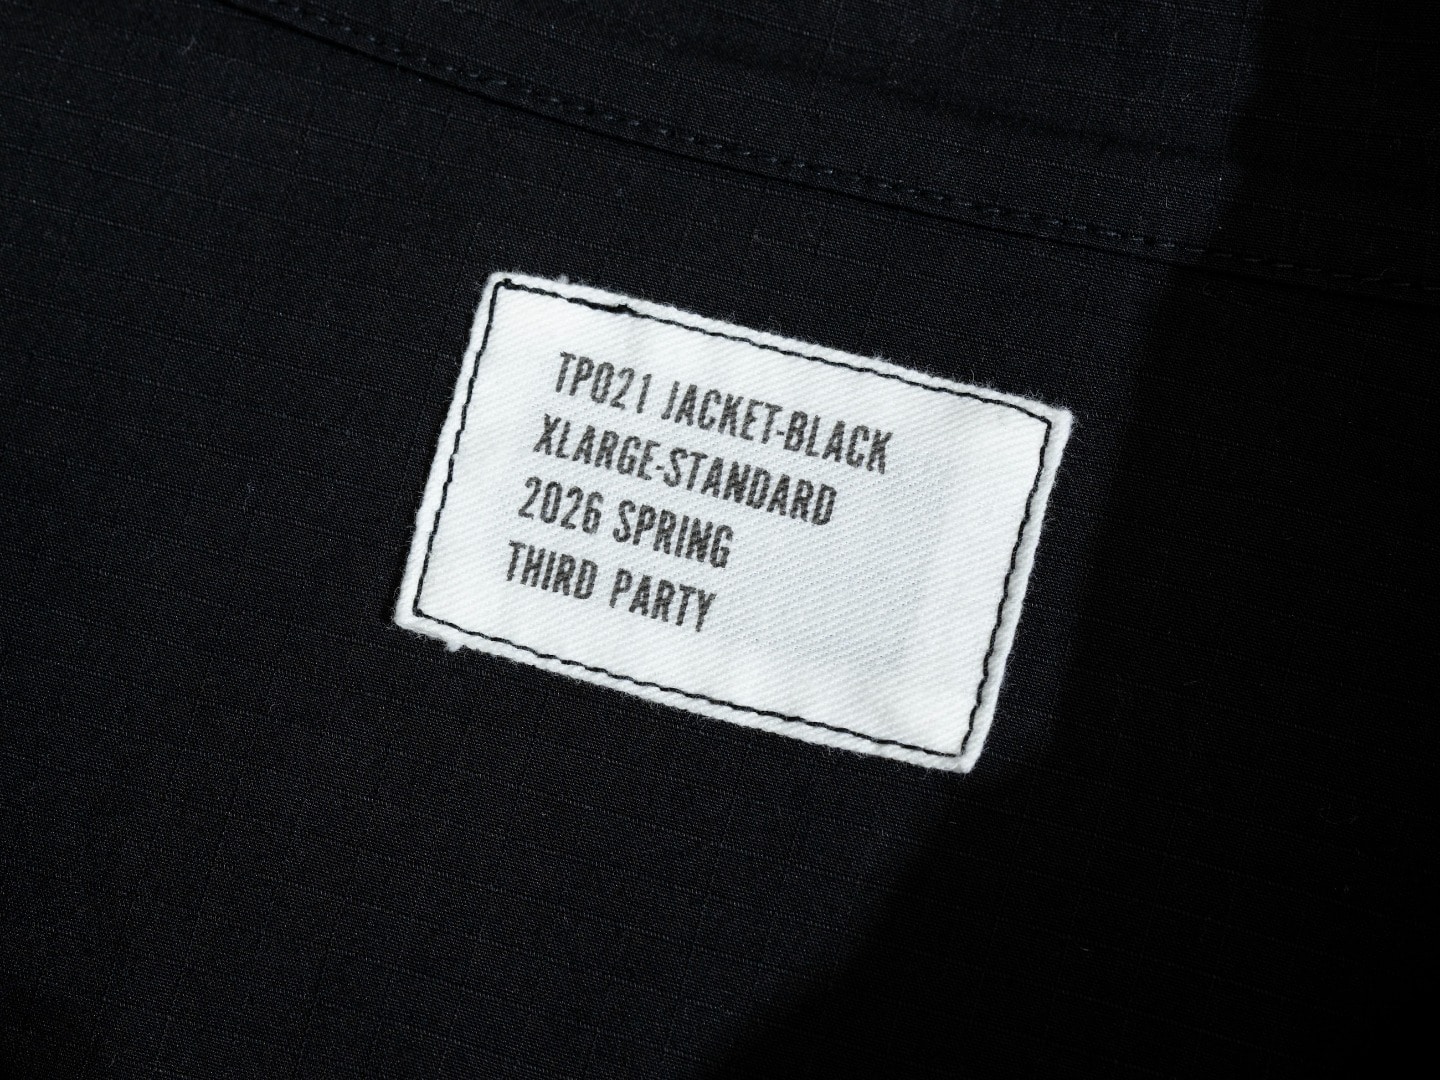 TP021 JACKET-BLACK
XLARGE-STANDARD
2026 SPRING
THIRD PARTY